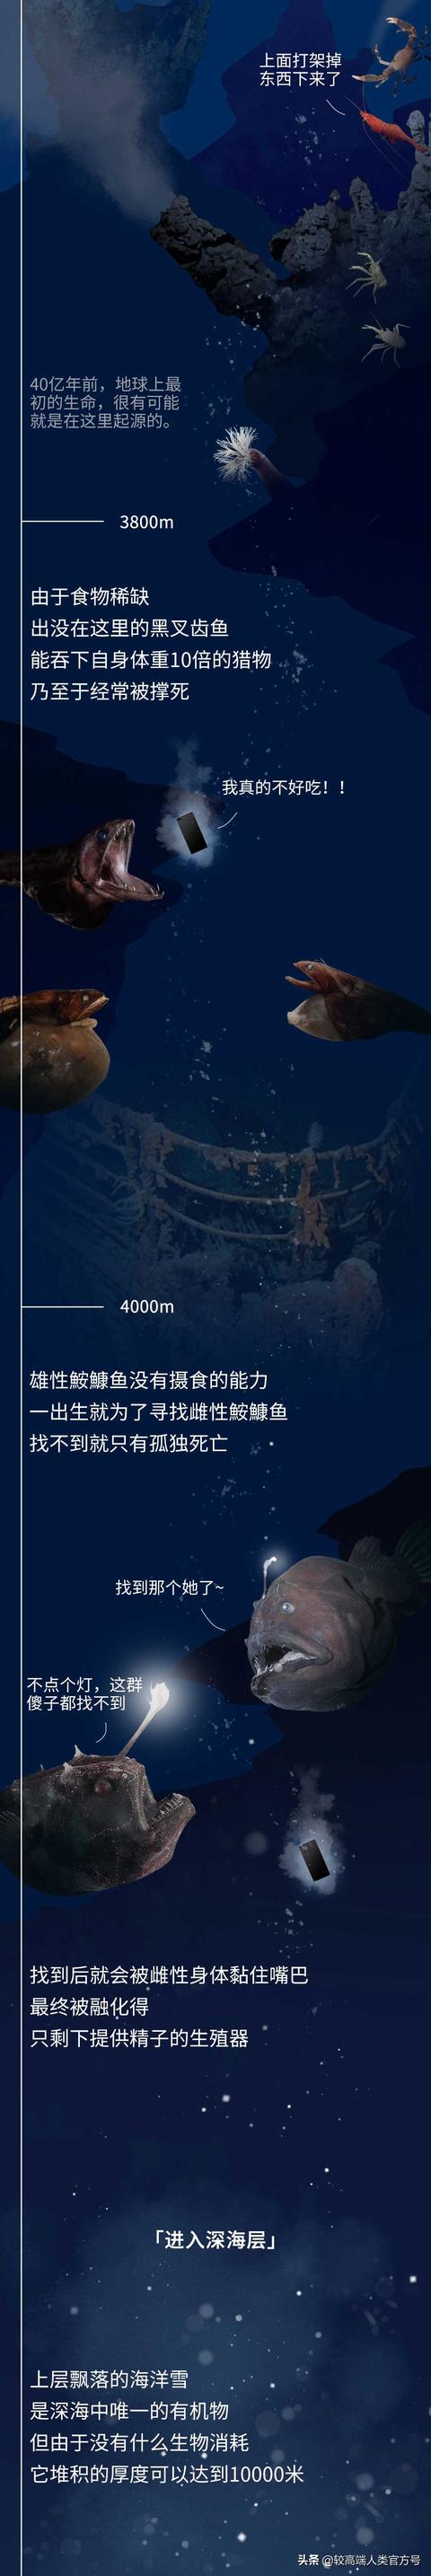 上面打架掉
东西下来了
40亿年前，地球上最
初的生命，很有可能
就是在这里起源的。
3800m
由于食物稀缺
出没在这里的黑叉齿鱼
能吞下自身体重10倍的猎物
乃至于经常被撑死
我真的不好吃！！
4000m
雄性鮟鱇鱼没有摄食的能力
一出生就为了寻找雌性鮟鱇鱼
找不到就只有孤独死亡
找到那个她了~
不点个灯，这群
傻子都找不到
找到后就会被雌性身体黏住嘴巴
最终被融化得
只剩下提供精子的生殖器
「进入深海层」
上层飘落的海洋雪
是深海中唯一的有机物
但由于没有什么生物消耗
它堆积的厚度可以达到10000米
头条 @较高端人类官方号